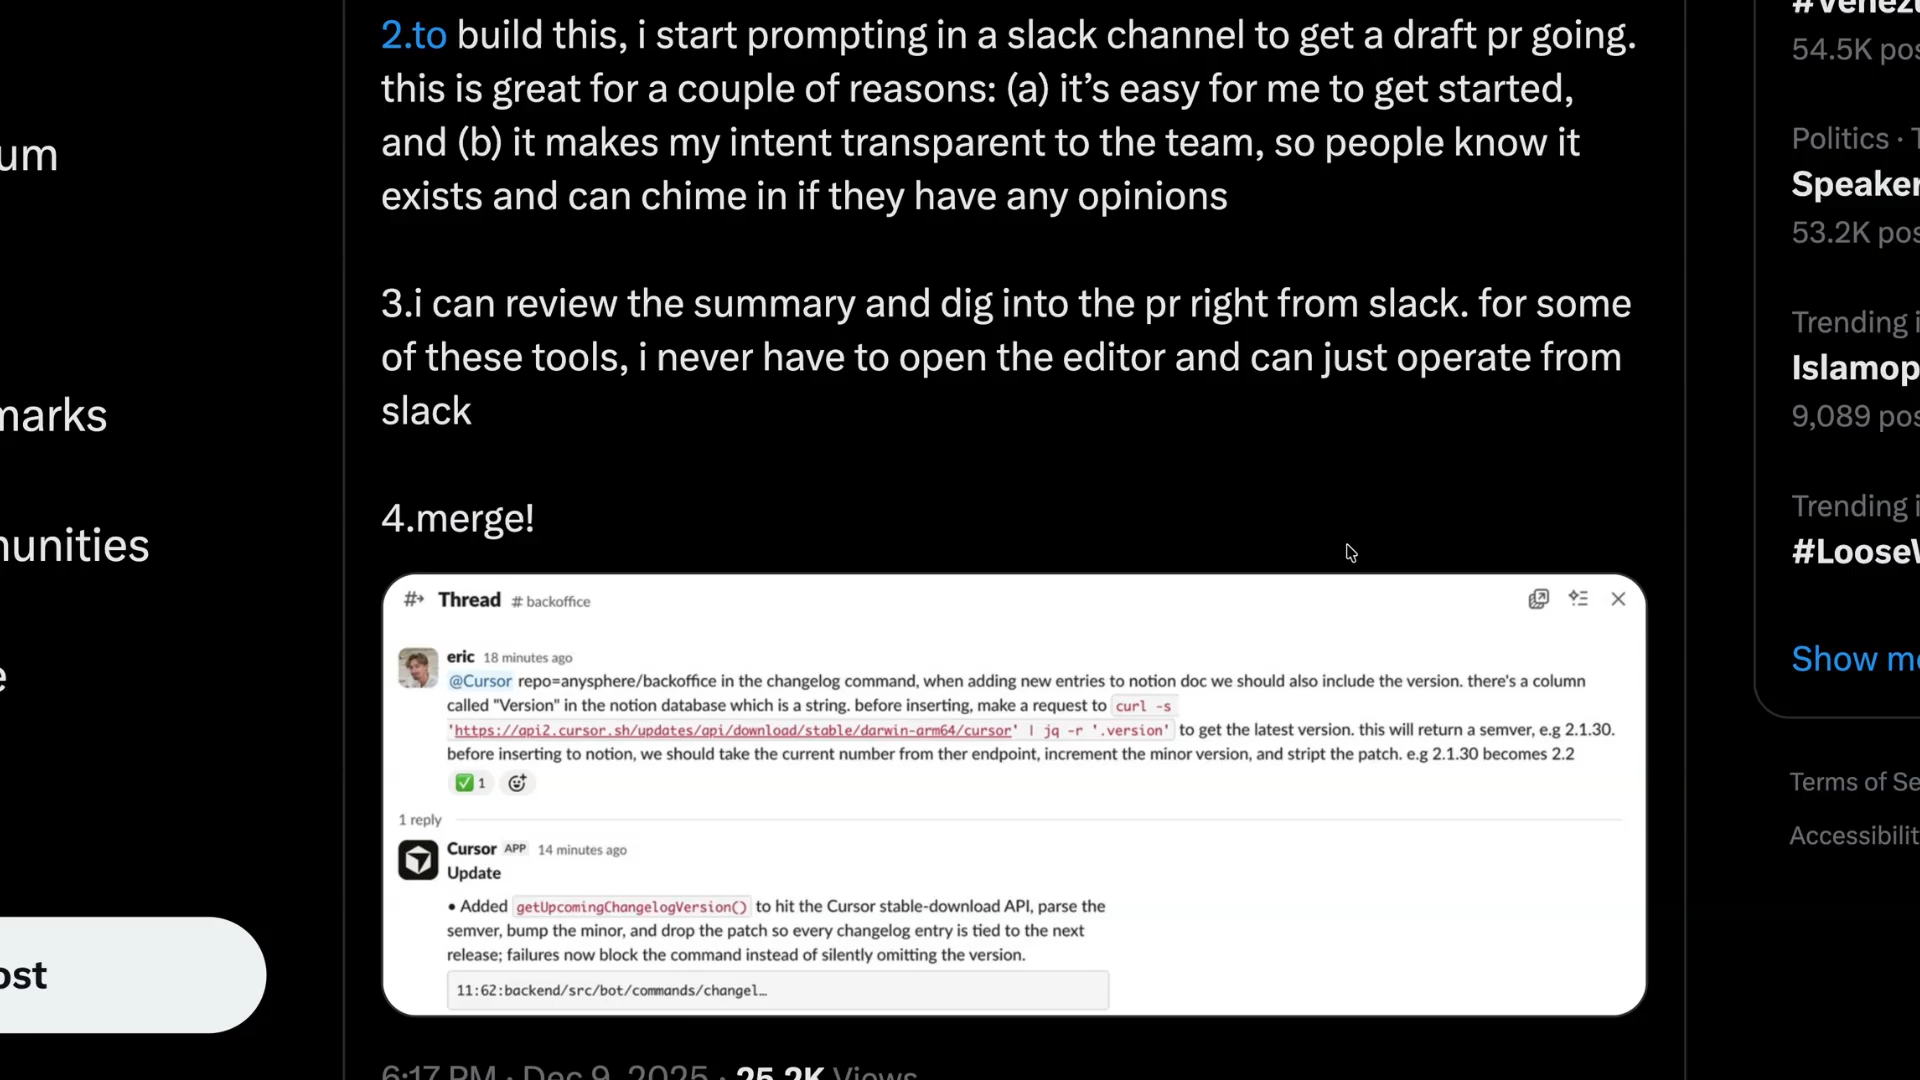 2.to build this, i start prompting in a slack channel to get a draft pr going.
this is great for a couple of reasons: (a) it’s easy for me to get started,
and (b) it makes my intent transparent to the team, so people know it
exists and can chime in if they have any opinions
3.i can review the summary and dig into the pr right from slack. for some
of these tools, i never have to open the editor and can just operate from
slack
4.merge!
Thread # backoffice
eric 18 minutes ago
@Cursor repo=anysphere/backoffice in the changelog command, when adding new entries to notion doc we should also include the version. there's a column
called "Version" in the notion database which is a string. before inserting, make a request to curl -s
'https://api2.cursor.sh/updates/api/download/stable/darwin-arm64/cursor' | jq -r '.version' to get the latest version. this will return a semver, e.g 2.1.30.
before inserting to notion, we should take the current number from ther endpoint, increment the minor version, and stript the patch. e.g 2.1.30 becomes 2.2
1
1 reply
Cursor APP 14 minutes ago
Update
• Added getUpcomingChangelogVersion() to hit the Cursor stable-download API, parse the
semver, bump the minor, and drop the patch so every changelog entry is tied to the next
release; failures now block the command instead of silently omitting the version.
11:62:backend/src/bot/commands/changel…
6:17 PM · Dec 9, 2025 · 25.2K Views
um
marks
unities
e
ost
#Venezu
54.5K pos
Politics · T
Speaker
53.2K pos
Trending i
Islamop
9,089 pos
Trending i
#LooseW
Show mo
Terms of Se
Accessibilit